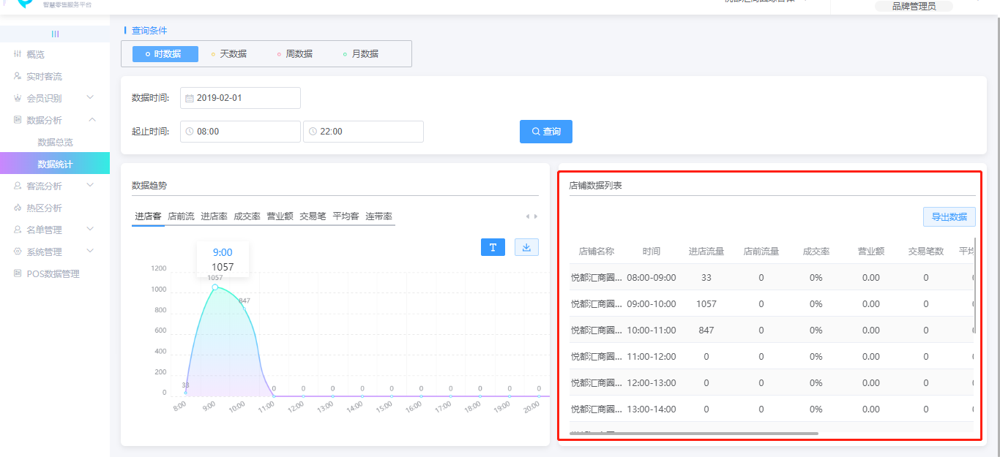 智慧零售服务平台
品牌管理员
概览
实时客流
会员识别
数据分析
数据总览
数据统计
客流分析
热区分析
名单管理
系统管理
POS数据管理
查询条件
时数据 天数据 周数据 月数据
数据时间: 2019-02-01
起止时间: 08:00 22:00 查询
数据趋势
进店客 店前流 进店率 成交率 营业额 交易笔 平均客 连带率
T
9:00
1057
1200
1000
800
600
400
200
0
33
1057
847
0 0 0 0 0 0 0 0 0 0
8:00 9:00 10:00 11:00 12:00 13:00 14:00 15:00 16:00 17:00 18:00 19:00 20:00
店铺数据列表
导出数据
店铺名称 时间 进店流量 店前流量 成交率 营业额 交易笔数 平均
悦都汇商圈... 08:00-09:00 33 0 0% 0.00 0
悦都汇商圈... 09:00-10:00 1057 0 0% 0.00 0
悦都汇商圈... 10:00-11:00 847 0 0% 0.00 0
悦都汇商圈... 11:00-12:00 0 0 0% 0.00 0
悦都汇商圈... 12:00-13:00 0 0 0% 0.00 0
悦都汇商圈... 13:00-14:00 0 0 0% 0.00 0